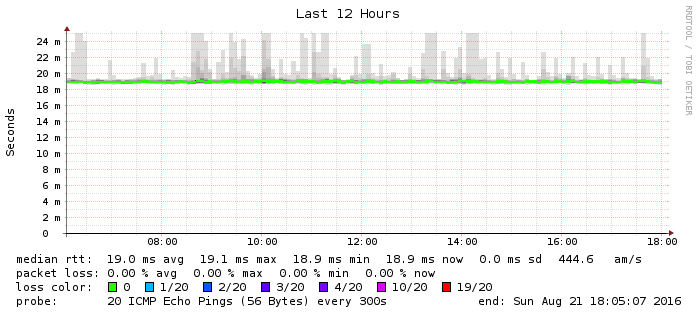 Last 12 Hours
RRDTOOL / TOBI OETIKER
Seconds
24 m
22 m
20 m
18 m
16 m
14 m
12 m
10 m
8 m
6 m
4 m
2 m
0
08:00 10:00 12:00 14:00 16:00 18:00
median rtt: 19.0 ms avg 19.1 ms max 18.9 ms min 18.9 ms now 0.0 ms sd 444.6 am/s
packet loss: 0.00 % avg 0.00 % max 0.00 % min 0.00 % now
loss color: 0 1/20 2/20 3/20 4/20 10/20 19/20
probe: 20 ICMP Echo Pings (56 Bytes) every 300s end: Sun Aug 21 18:05:07 2016